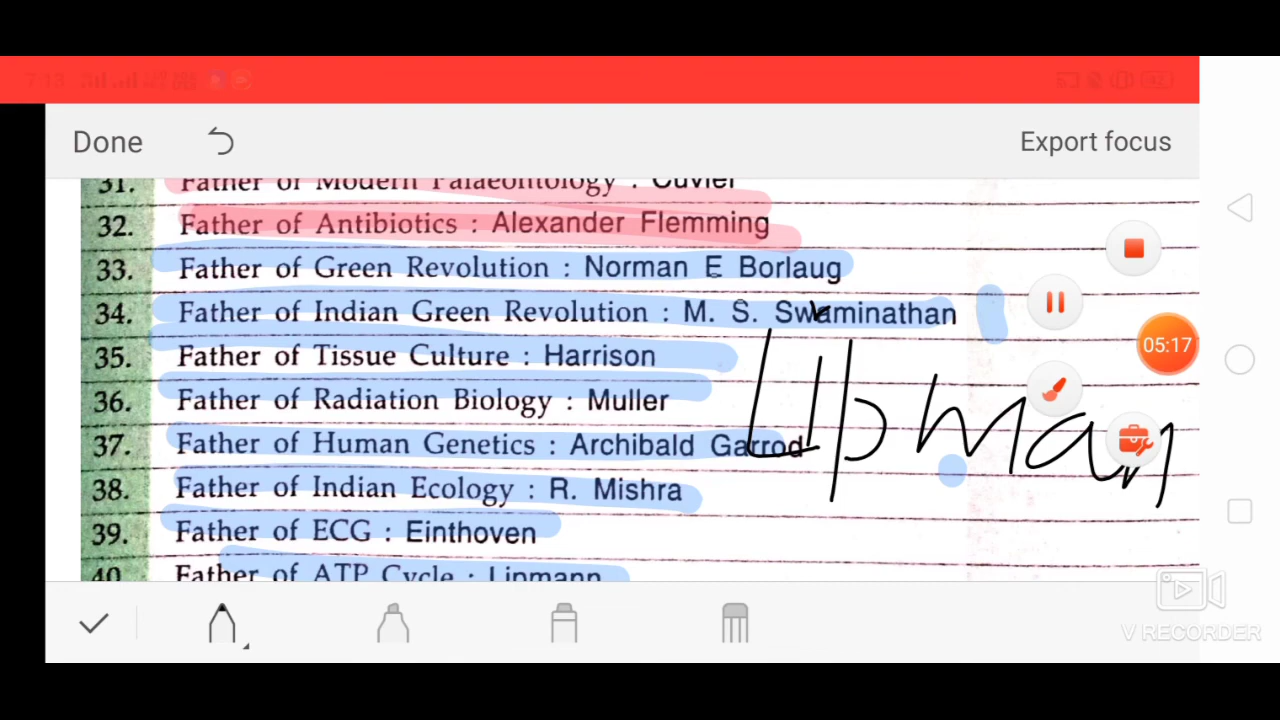 7:13
Done
Export focus
31. Father of Modern Palaeontology : Cuvier
32. Father of Antibiotics : Alexander Flemming
33. Father of Green Revolution : Norman E Borlaug
34. Father of Indian Green Revolution : M. S. Swaminathan
35. Father of Tissue Culture : Harrison
36. Father of Radiation Biology : Muller
37. Father of Human Genetics : Archibald Garrod
38. Father of Indian Ecology : R. Mishra
39. Father of ECG : Einthoven
40. Father of ATP Cycle : Lipmann
Lipman
05:17
V RECORDER